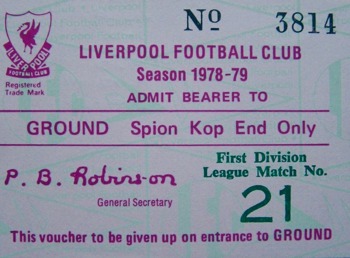 Nº 3814
LIVERPOOL
FOOTBALL CLUB
Registered
Trade Mark
LIVERPOOL FOOTBALL CLUB
Season 1978-79
ADMIT BEARER TO
GROUND Spion Kop End Only
P. B. Robinson
General Secretary
First Division
League Match No.
21
This voucher to be given up on entrance to GROUND